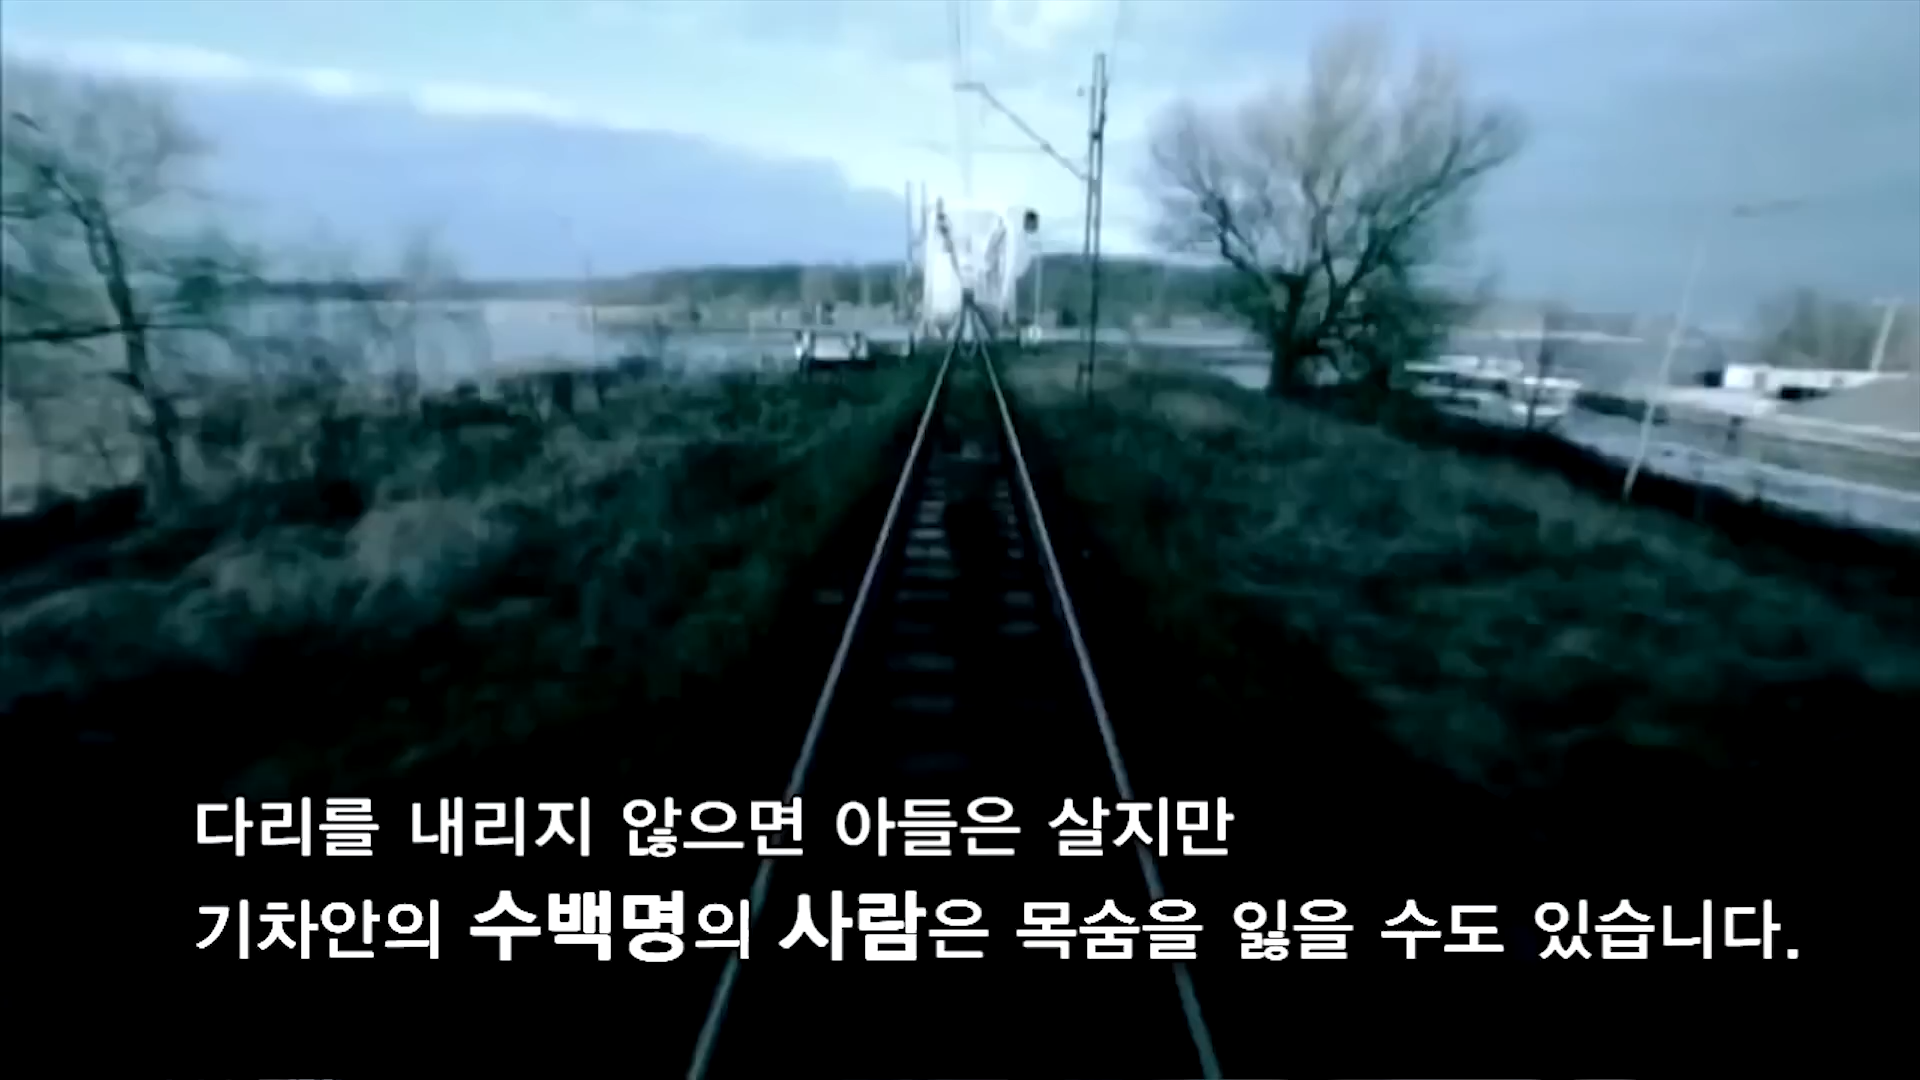 다리를 내리지 않으면 아들은 살지만
기차안의 수백명의 사람은 목숨을 잃을 수도 있습니다.